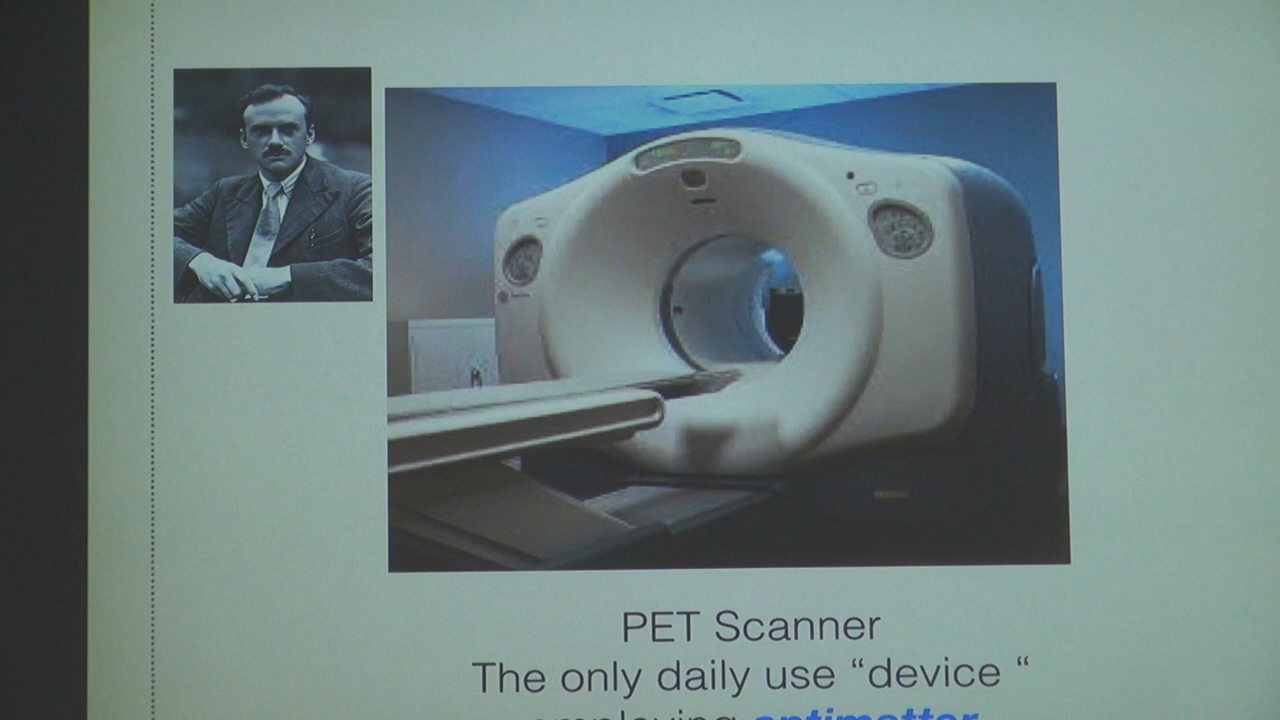 PET Scanner
The only daily use “device “
employing antimatter